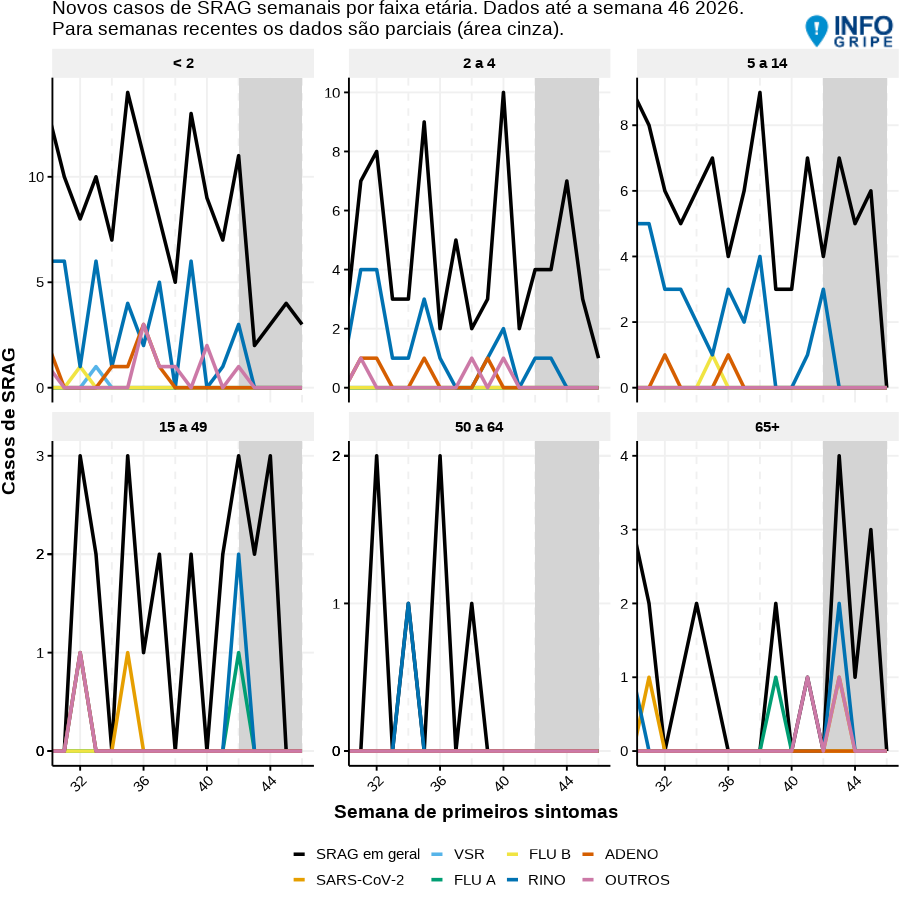 Novos casos de SRAG semanais por faixa etária. Dados até a semana 46 2026.
Para semanas recentes os dados são parciais (área cinza).
INFO
GRIPE
< 2
2 a 4
5 a 14
10
5
0
10
8
6
4
2
0
8
6
4
2
0
Casos de SRAG
15 a 49
50 a 64
65+
3
2
1
0
2
1
0
4
3
2
1
0
32 36 40 44
32 36 40 44
32 36 40 44
Semana de primeiros sintomas
SRAG em geral VSR FLU B ADENO
SARS-CoV-2 FLU A RINO OUTROS